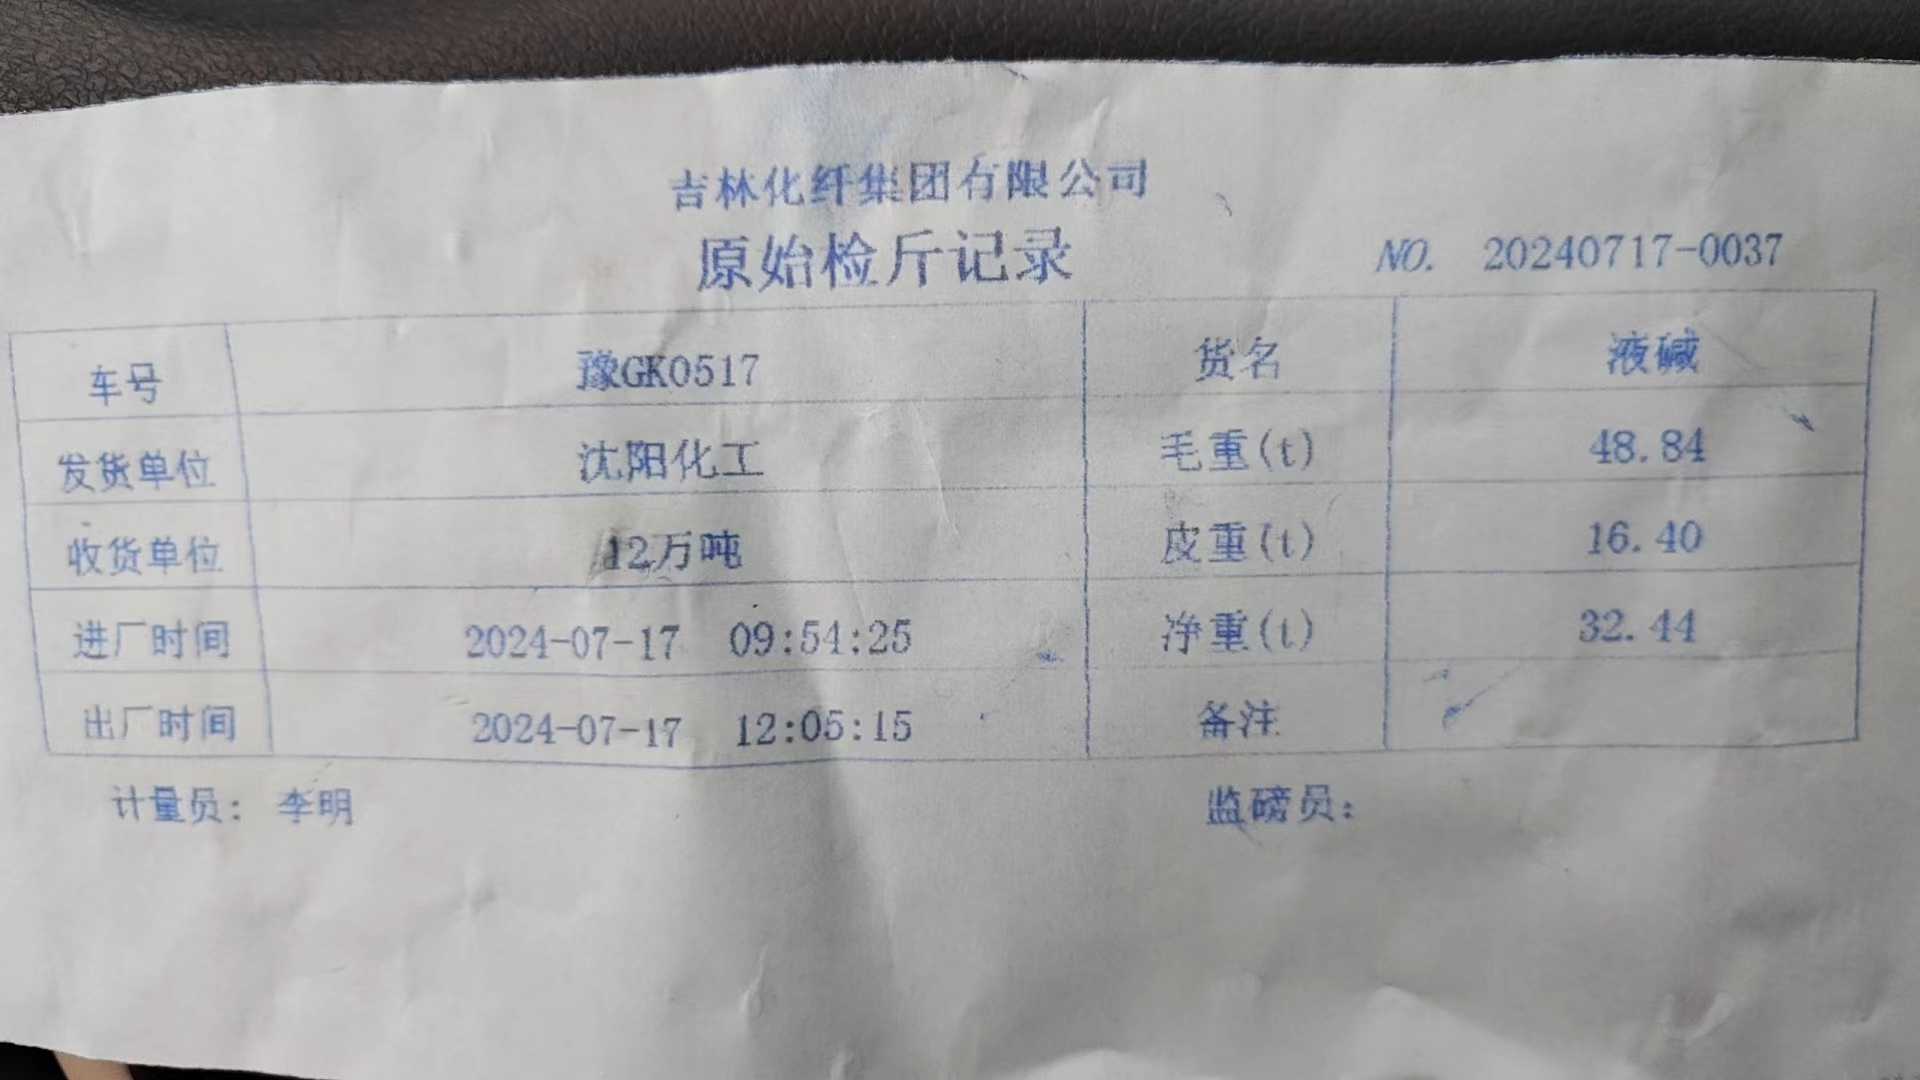 吉林化纤集团有限公司
原始检斤记录
NO. 20240717-0037
车号 豫GK0517 货名 液碱
发货单位 沈阳化工 毛重(t) 48.84
收货单位 12万吨 皮重(t) 16.40
进厂时间 2024-07-17 09:54:25 净重(t) 32.44
出厂时间 2024-07-17 12:05:15 备注
计量员: 李明 监磅员: